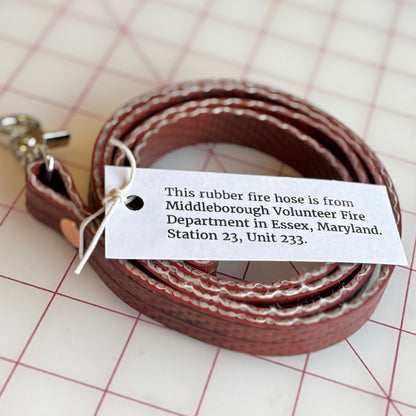 This rubber fire hose is from
Middleborough Volunteer Fire
Department in Essex, Maryland.
Station 23, Unit 233.